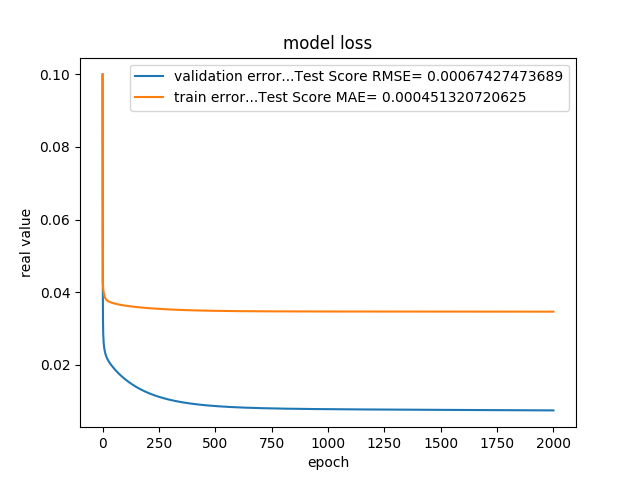 model loss
validation error...Test Score RMSE= 0.00067427473689
train error...Test Score MAE= 0.000451320720625
real value
0.10
0.08
0.06
0.04
0.02
0 250 500 750 1000 1250 1500 1750 2000
epoch